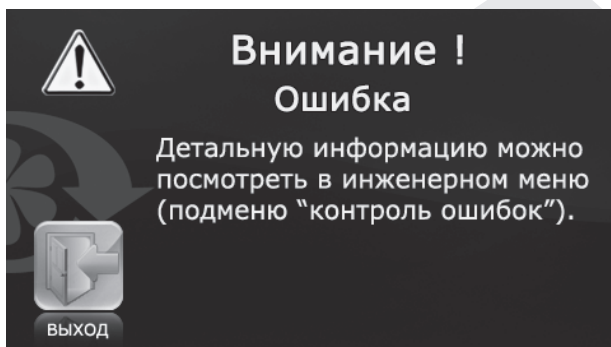 Внимание !
Ошибка
Детальную информацию можно
посмотреть в инженерном меню
(подменю “контроль ошибок”).
выход